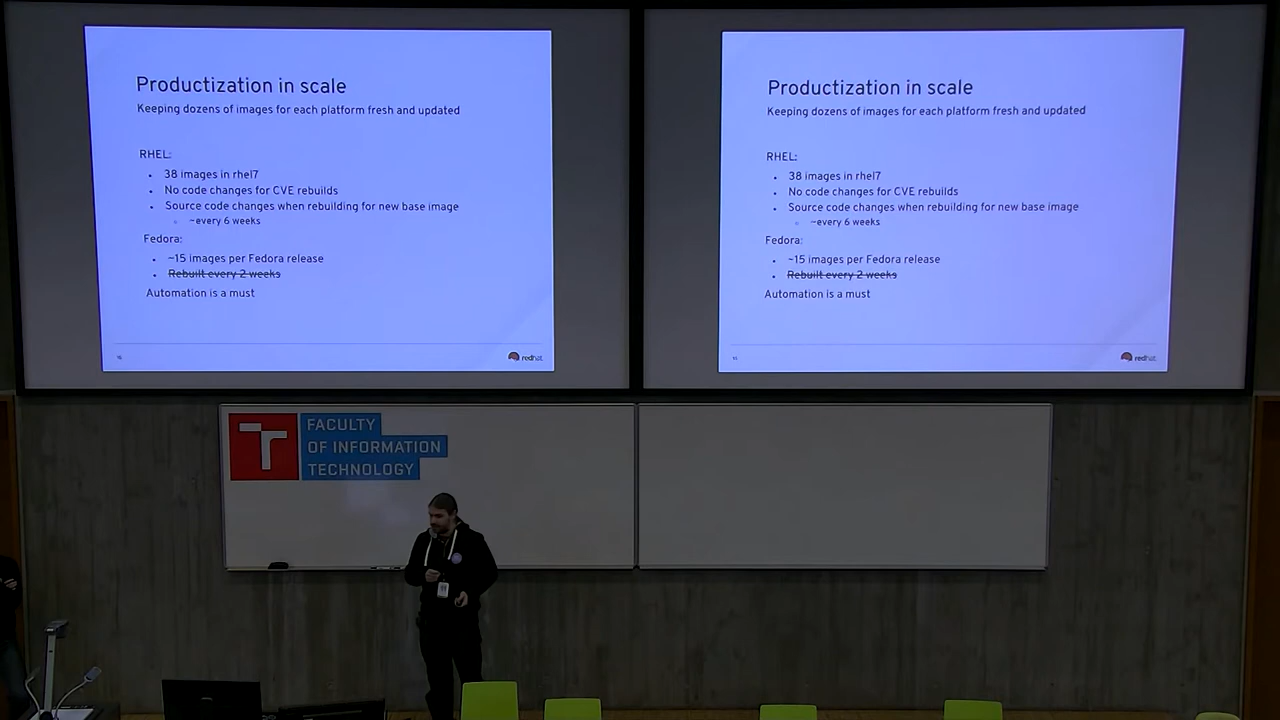 Productization in scale
Keeping dozens of images for each platform fresh and updated
RHEL:
38 images in rhel7
No code changes for CVE rebuilds
Source code changes when rebuilding for new base image
~every 6 weeks
Fedora:
~15 images per Fedora release
Rebuilt every 2 weeks
Automation is a must
redhat.
Productization in scale
Keeping dozens of images for each platform fresh and updated
RHEL:
38 images in rhel7
No code changes for CVE rebuilds
Source code changes when rebuilding for new base image
~every 6 weeks
Fedora:
~15 images per Fedora release
Rebuilt every 2 weeks
Automation is a must
redhat.
FACULTY
OF INFORMATION
TECHNOLOGY